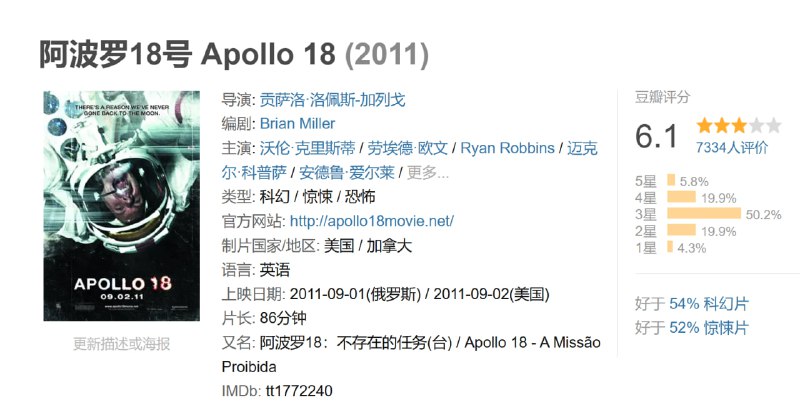 阿波罗18号 Apollo 18 (2011)
THERE'S A REASON WE'VE NEVER
GONE BACK TO THE MOON.
APOLLO 18
09.02.11
更新描述或海报
导演: 贡萨洛·洛佩斯-加列戈
编剧: Brian Miller
主演: 沃伦·克里斯蒂 / 劳埃德·欧文 / Ryan Robbins / 迈克
尔·科普萨 / 安德鲁·爱尔莱 / 更多...
类型: 科幻 / 惊悚 / 恐怖
官方网站: http://apollo18movie.net/
制片国家/地区: 美国 / 加拿大
语言: 英语
上映日期: 2011-09-01(俄罗斯) / 2011-09-02(美国)
片长: 86分钟
又名: 阿波罗18：不存在的任务(台) / Apollo 18 - A Missão
Proibida
IMDb: tt1772240
豆瓣评分
6.1
7334人评价
5星 5.8%
4星 19.9%
3星 50.2%
2星 19.9%
1星 4.3%
好于 54% 科幻片
好于 52% 惊悚片